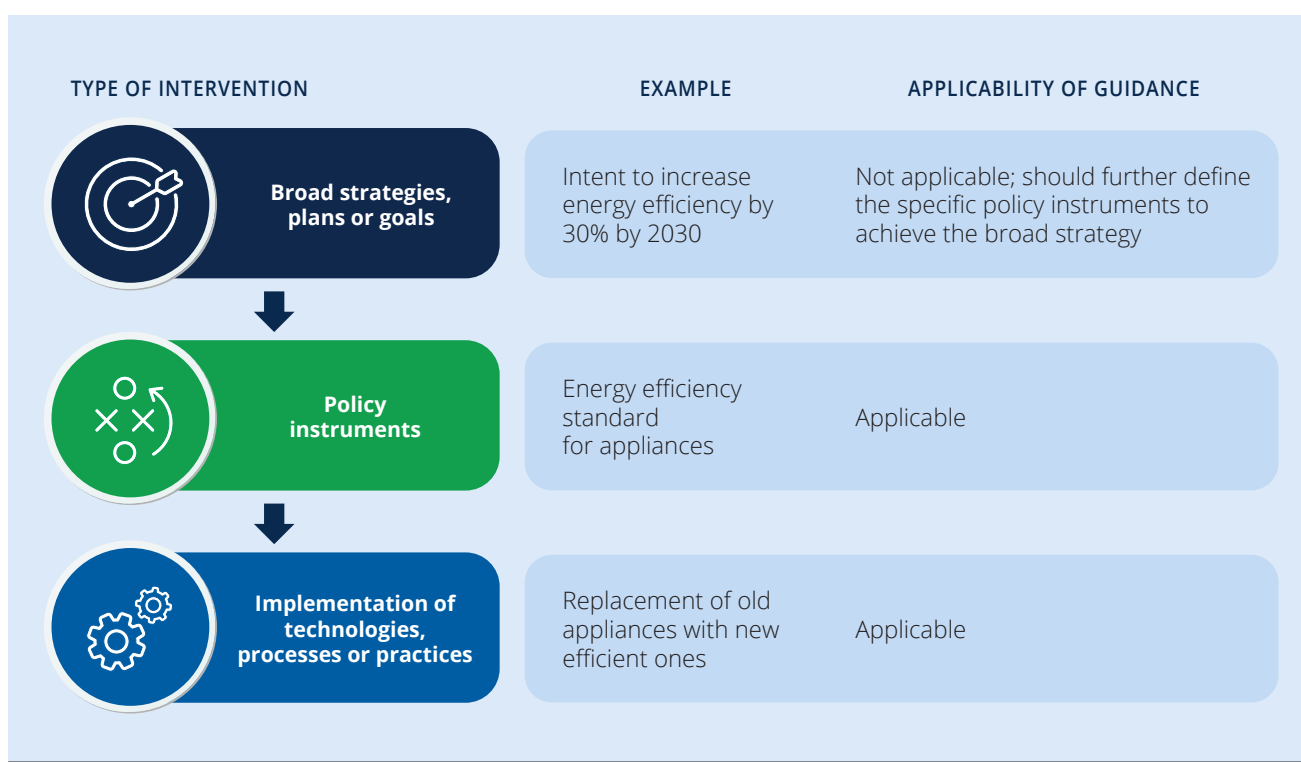 TYPE OF INTERVENTION
EXAMPLE
APPLICABILITY OF GUIDANCE
Broad strategies,
plans or goals
Intent to increase
energy efficiency by
30% by 2030
Not applicable; should further define
the specific policy instruments to
achieve the broad strategy
Policy
instruments
Energy efficiency
standard
for appliances
Applicable
Implementation of
technologies,
processes or practices
Replacement of old
appliances with new
efficient ones
Applicable